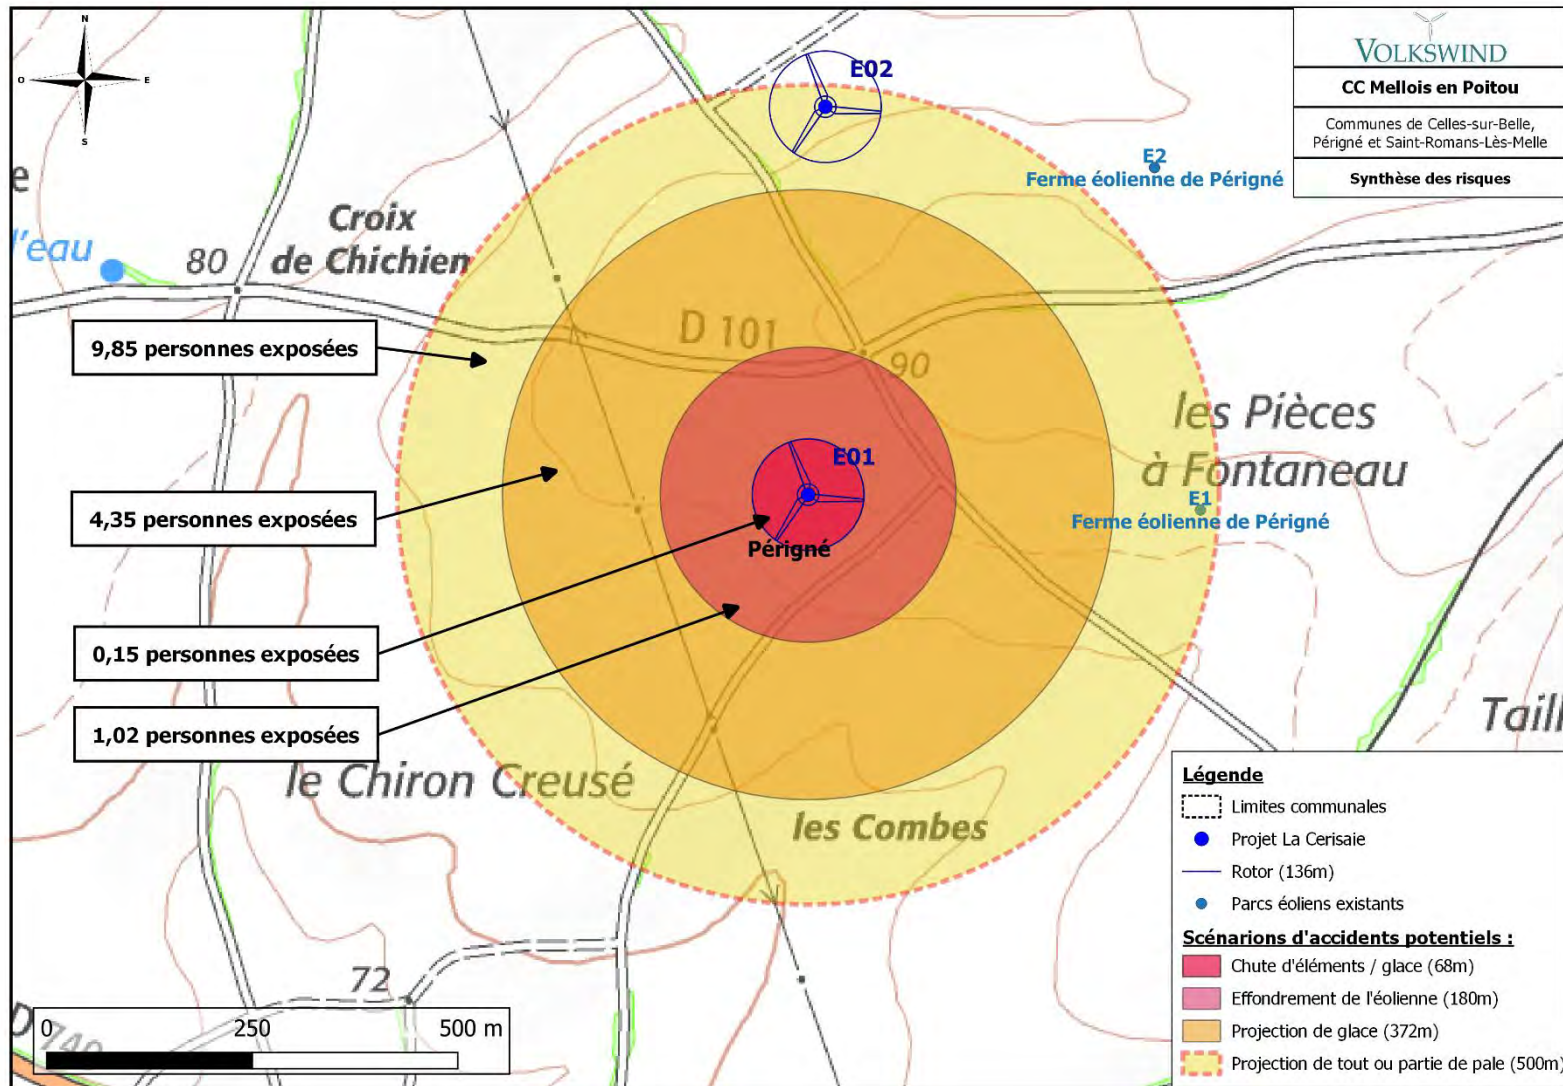 N
O
E
S
VOLKSWIND
CC Mellois en Poitou
Communes de Celles-sur-Belle,
Périgné et Saint-Romans-Lès-Melle
Synthèse des risques
E02
E2
Ferme éolienne de Périgné
e
l'eau
80
Croix
de Chichien
D 101
90
9,85 personnes exposées
les Pièces
à Fontaneau
E01
Périgné
E1
Ferme éolienne de Périgné
4,35 personnes exposées
0,15 personnes exposées
1,02 personnes exposées
le Chiron Creusé
les Combes
Taill
72
D 740
0 250 500 m
Légende
Limites communales
Projet La Cerisaie
Rotor (136m)
Parcs éoliens existants
Scénarions d'accidents potentiels :
Chute d'éléments / glace (68m)
Effondrement de l'éolienne (180m)
Projection de glace (372m)
Projection de tout ou partie de pale (500m)